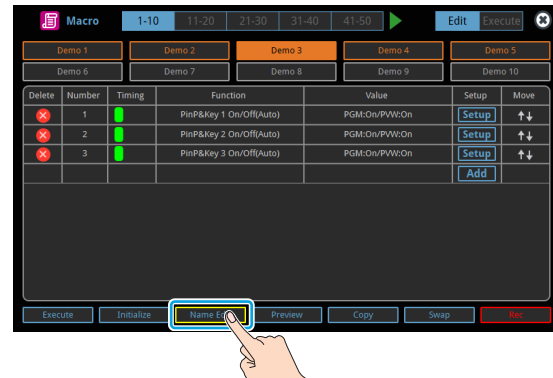 Macro 1-10 11-20 21-30 31-40 41-50 Edit Execute
Demo 1 Demo 2 Demo 3 Demo 4 Demo 5
Demo 6 Demo 7 Demo 8 Demo 9 Demo 10
Delete Number Timing Function Value Setup Move
1 PinP&Key 1 On/Off(Auto) PGM:On/PVW:On Setup
2 PinP&Key 2 On/Off(Auto) PGM:On/PVW:On Setup
3 PinP&Key 3 On/Off(Auto) PGM:On/PVW:On Setup
Add
Execute Initialize Name Preview Copy Swap Rec